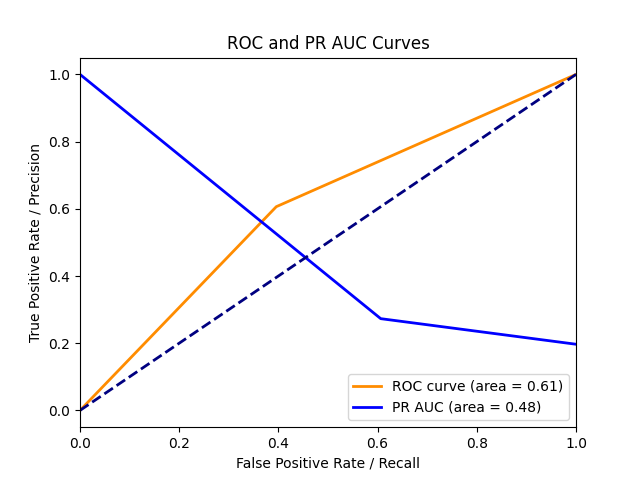 ROC and PR AUC Curves
True Positive Rate / Precision
1.0
0.8
0.6
0.4
0.2
0.0
ROC curve (area = 0.61)
PR AUC (area = 0.48)
0.0 0.2 0.4 0.6 0.8 1.0
False Positive Rate / Recall